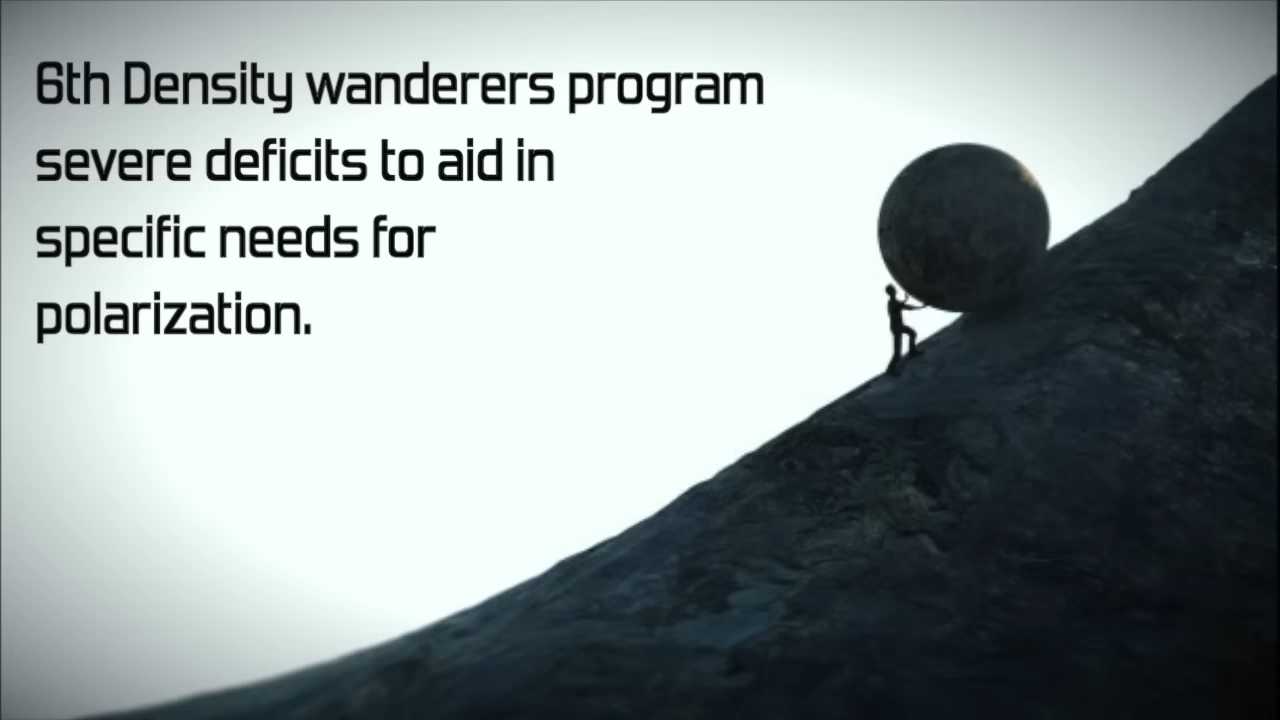 6th Density wanderers program
severe deficits to aid in
specific needs for
polarization.